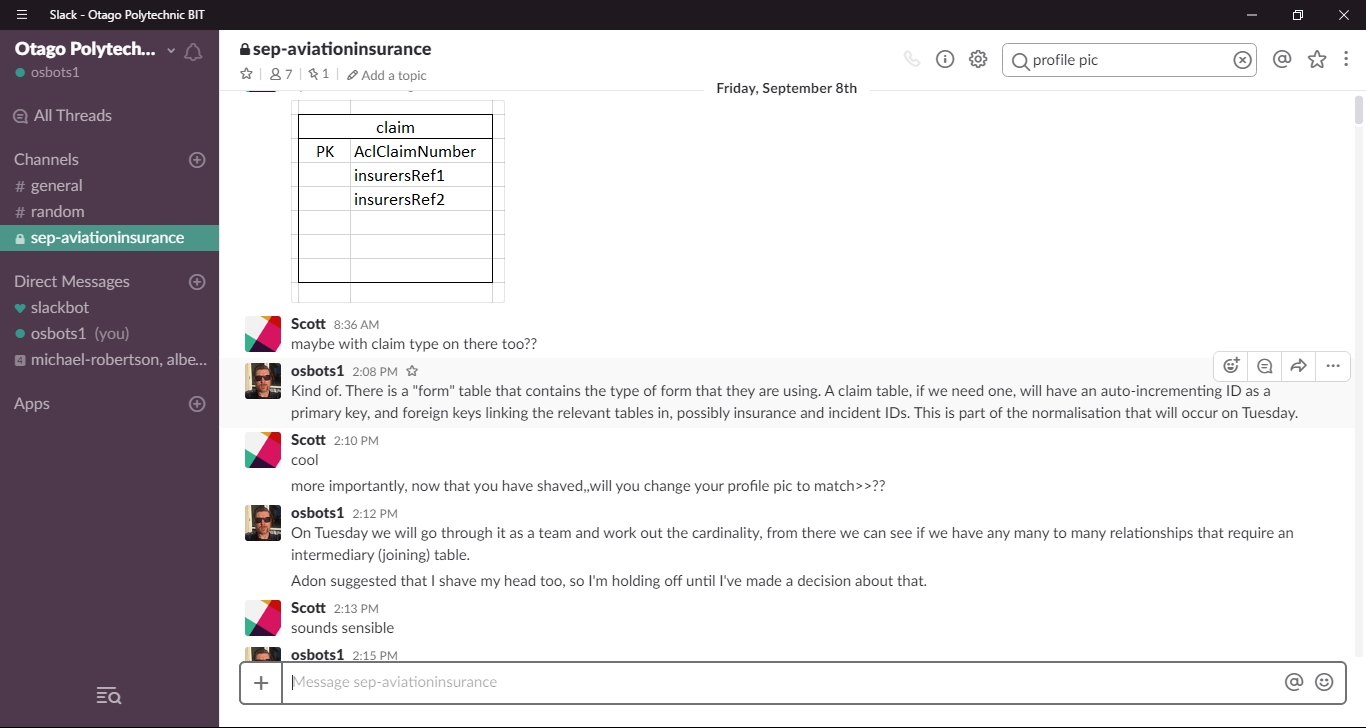 Slack - Otago Polytechnic BIT
Otago Polytech...
osbots1
All Threads
Channels
# general
# random
sep-aviationinsurance
Direct Messages
slackbot
osbots1 (you)
4 michael-robertson, albe...
Apps
sep-aviationinsurance
7 1 Add a topic
profile pic
Friday, September 8th
claim
PK AclClaimNumber
insurersRef1
insurersRef2
Scott 8:36 AM
maybe with claim type on there too??
osbots1 2:08 PM
Kind of. There is a "form" table that contains the type of form that they are using. A claim table, if we need one, will have an auto-incrementing ID as a
primary key, and foreign keys linking the relevant tables in, possibly insurance and incident IDs. This is part of the normalisation that will occur on Tuesday.
Scott 2:10 PM
cool
more importantly, now that you have shaved,,will you change your profile pic to match>>??
osbots1 2:12 PM
On Tuesday we will go through it as a team and work out the cardinality, from there we can see if we have any many to many relationships that require an
intermediary (joining) table.
Adon suggested that I shave my head too, so I'm holding off until I've made a decision about that.
Scott 2:13 PM
sounds sensible
osbots1 2:15 PM
Message sep-aviationinsurance